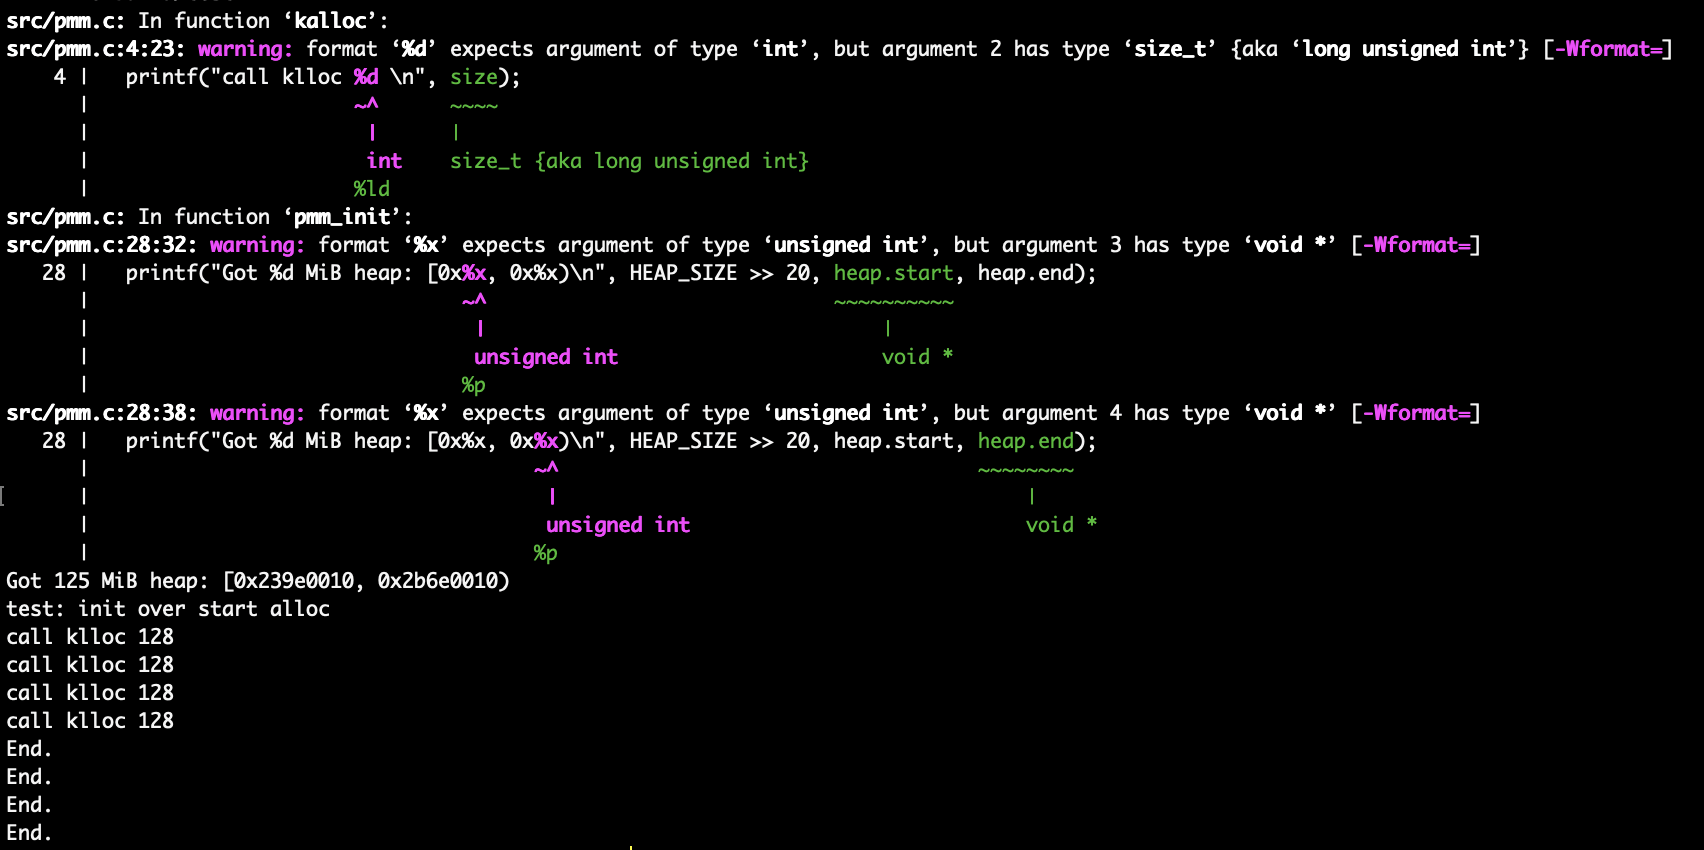 src/pmm.c: In function ‘kalloc’:
src/pmm.c:4:23: warning: format ‘%d’ expects argument of type ‘int’, but argument 2 has type ‘size_t’ {aka ‘long unsigned int’} [-Wformat=]
    4 |   printf("call klloc %d \n", size);
      |                      ~^      ~~~~
      |                       |      |
      |                       int    size_t {aka long unsigned int}
      |                      %ld
src/pmm.c: In function ‘pmm_init’:
src/pmm.c:28:32: warning: format ‘%x’ expects argument of type ‘unsigned int’, but argument 3 has type ‘void *’ [-Wformat=]
   28 |   printf("Got %d MiB heap: [0x%x, 0x%x)\n", HEAP_SIZE >> 20, heap.start, heap.end);
      |                               ~^                             ~~~~~~~~~~
      |                                |                                 |
      |                                unsigned int                      void *
      |                               %p
src/pmm.c:28:38: warning: format ‘%x’ expects argument of type ‘unsigned int’, but argument 4 has type ‘void *’ [-Wformat=]
   28 |   printf("Got %d MiB heap: [0x%x, 0x%x)\n", HEAP_SIZE >> 20, heap.start, heap.end);
      |                                     ~^                                   ~~~~~~~~
      |                                      |                                       |
      |                                      unsigned int                            void *
      |                                     %p
Got 125 MiB heap: [0x239e0010, 0x2b6e0010)
test: init over start alloc
call klloc 128
call klloc 128
call klloc 128
call klloc 128
End.
End.
End.
End.